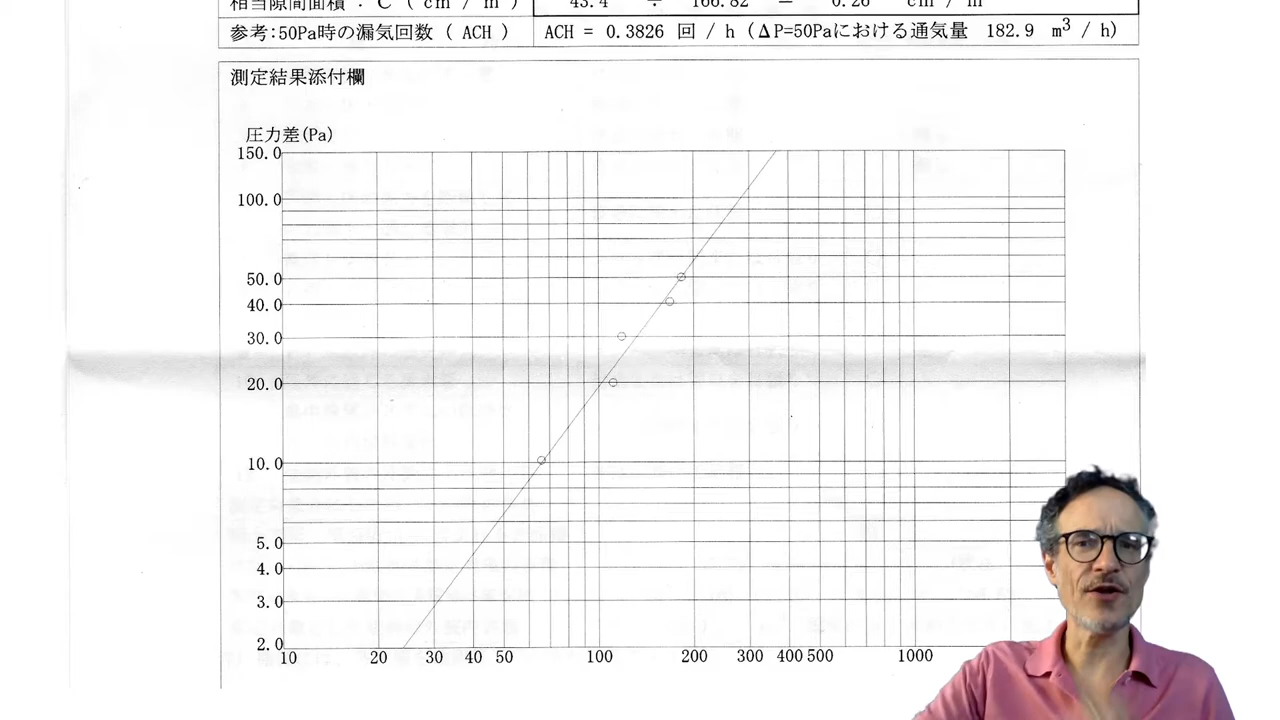 相当隙間面積 : C ( cm / m ) 43.4 ÷ 166.82 = 0.26 cm / m
参考:50Pa時の漏気回数 ( ACH ) ACH = 0.3826 回 / h (ΔP=50Paにおける通気量 182.9 m³ / h)
測定結果添付欄
圧力差(Pa)
150.0
100.0
50.0
40.0
30.0
20.0
10.0
5.0
4.0
3.0
2.0
10 20 30 40 50 100 200 300 400 500 1000